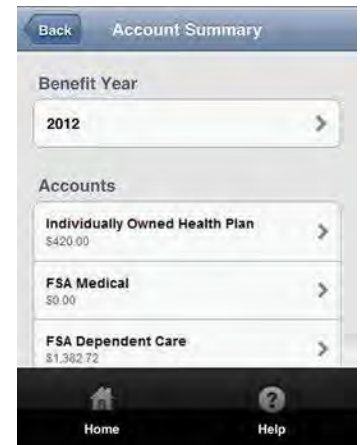 Back
Account Summary
Benefit Year
2012
Accounts
Individually Owned Health Plan
$420.00
FSA Medical
$0.00
FSA Dependent Care
$1,382.72
Home
Help